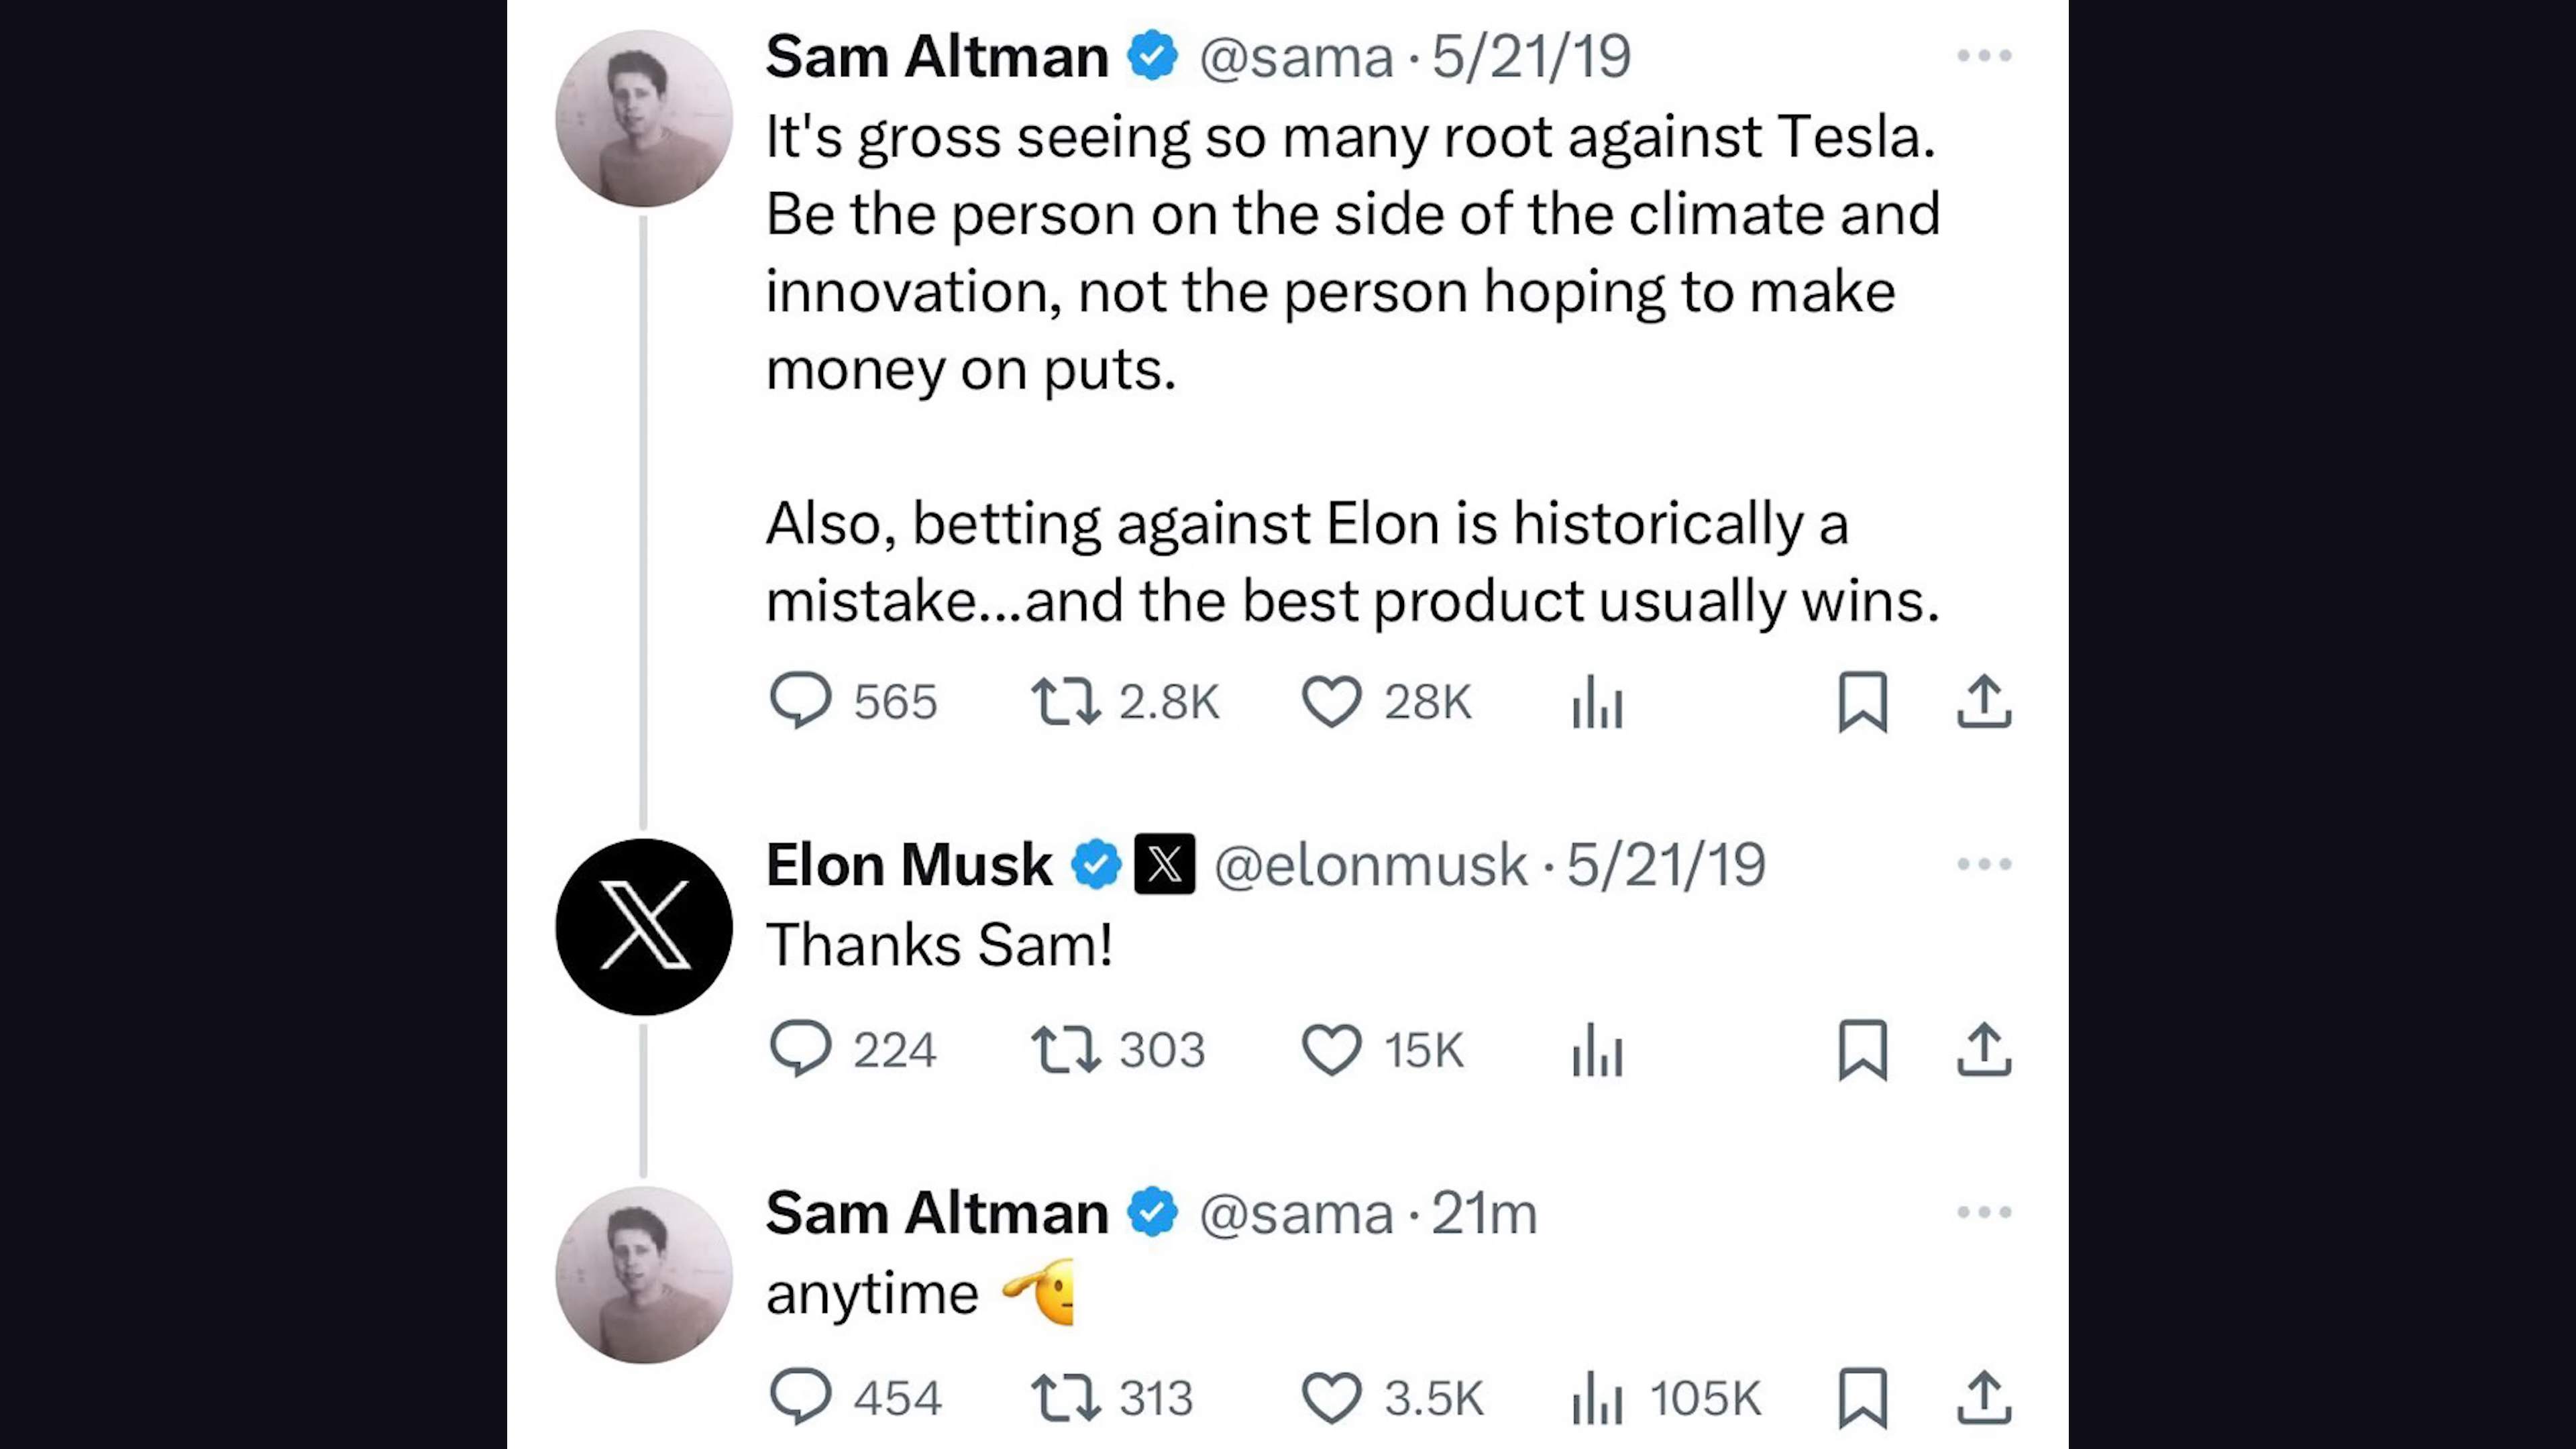 Sam Altman @sama · 5/21/19
It's gross seeing so many root against Tesla.
Be the person on the side of the climate and
innovation, not the person hoping to make
money on puts.
Also, betting against Elon is historically a
mistake...and the best product usually wins.
565 2.8K 28K
Elon Musk @elonmusk · 5/21/19
Thanks Sam!
224 303 15K
Sam Altman @sama · 21m
anytime 🫡
454 313 3.5K 105K